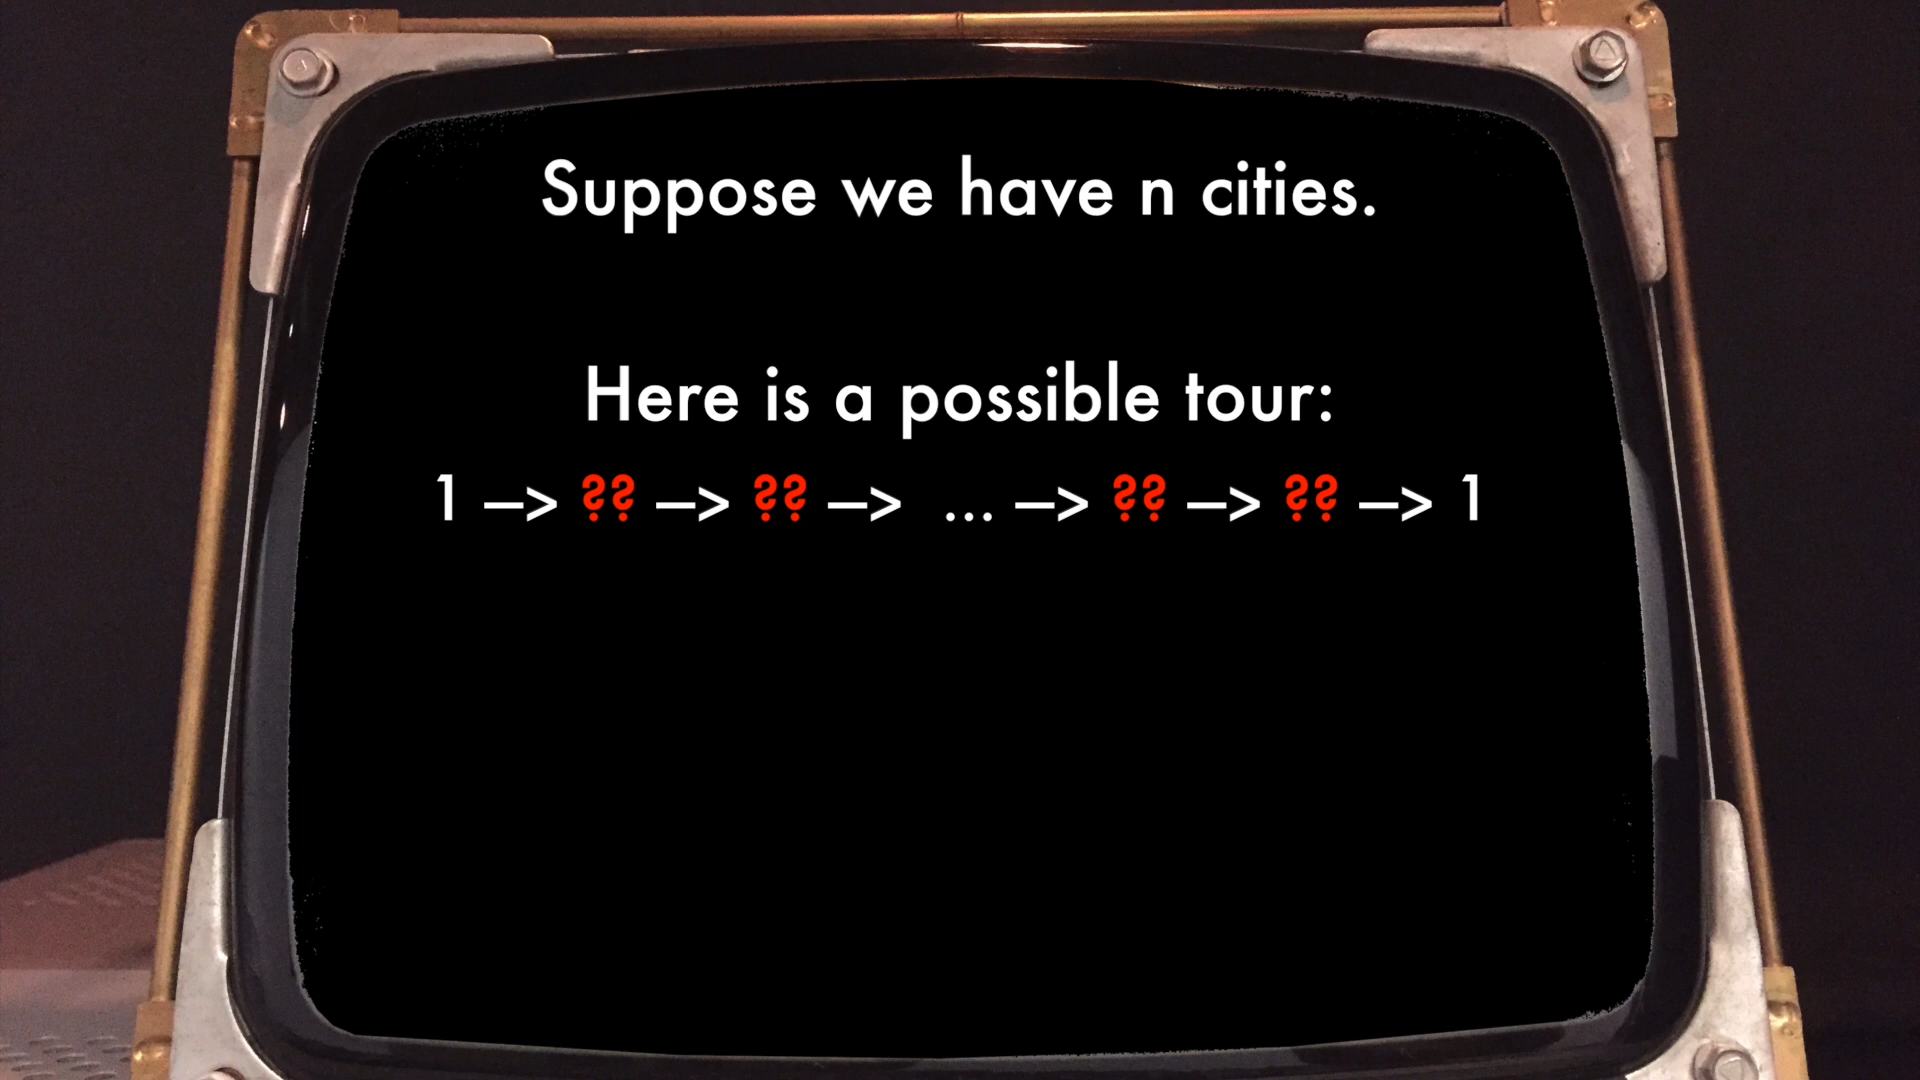 Suppose we have n cities.
Here is a possible tour:
1 —> ?? —> ?? —> ... —> ?? —> ?? —> 1